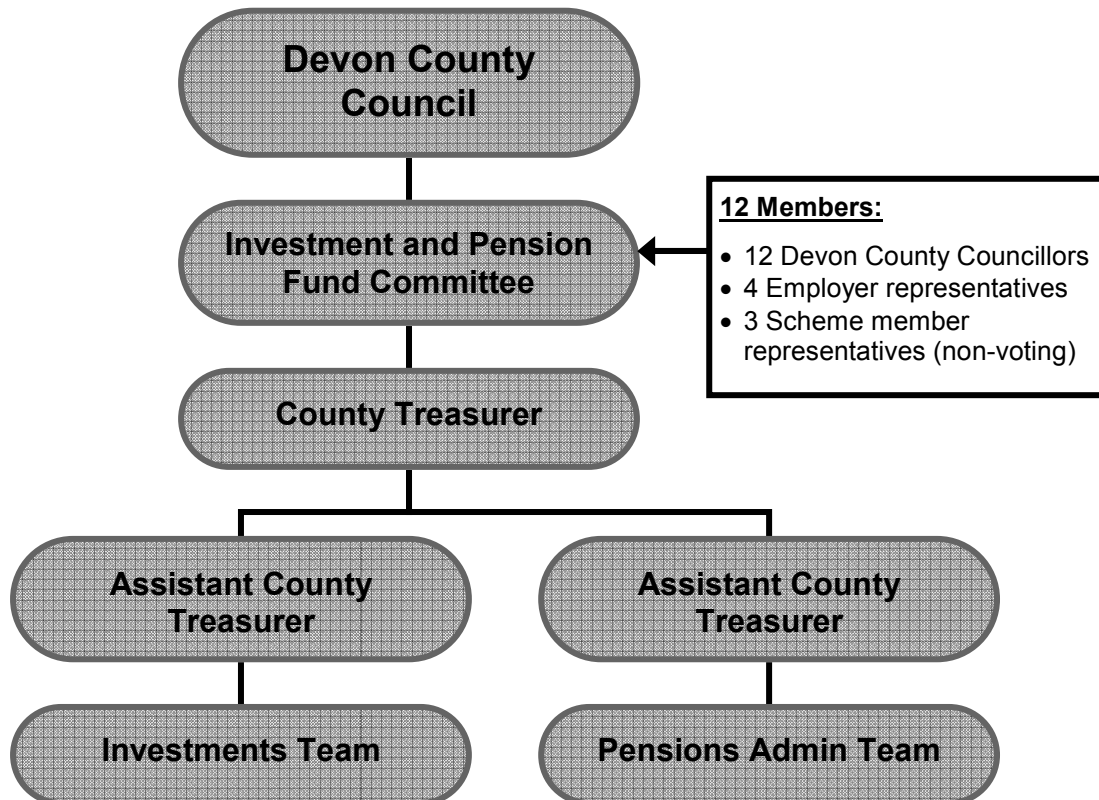 Devon County
Council
Investment and Pension
Fund Committee
12 Members:
• 12 Devon County Councillors
• 4 Employer representatives
• 3 Scheme member
representatives (non-voting)
County Treasurer
Assistant County
Treasurer
Assistant County
Treasurer
Investments Team
Pensions Admin Team